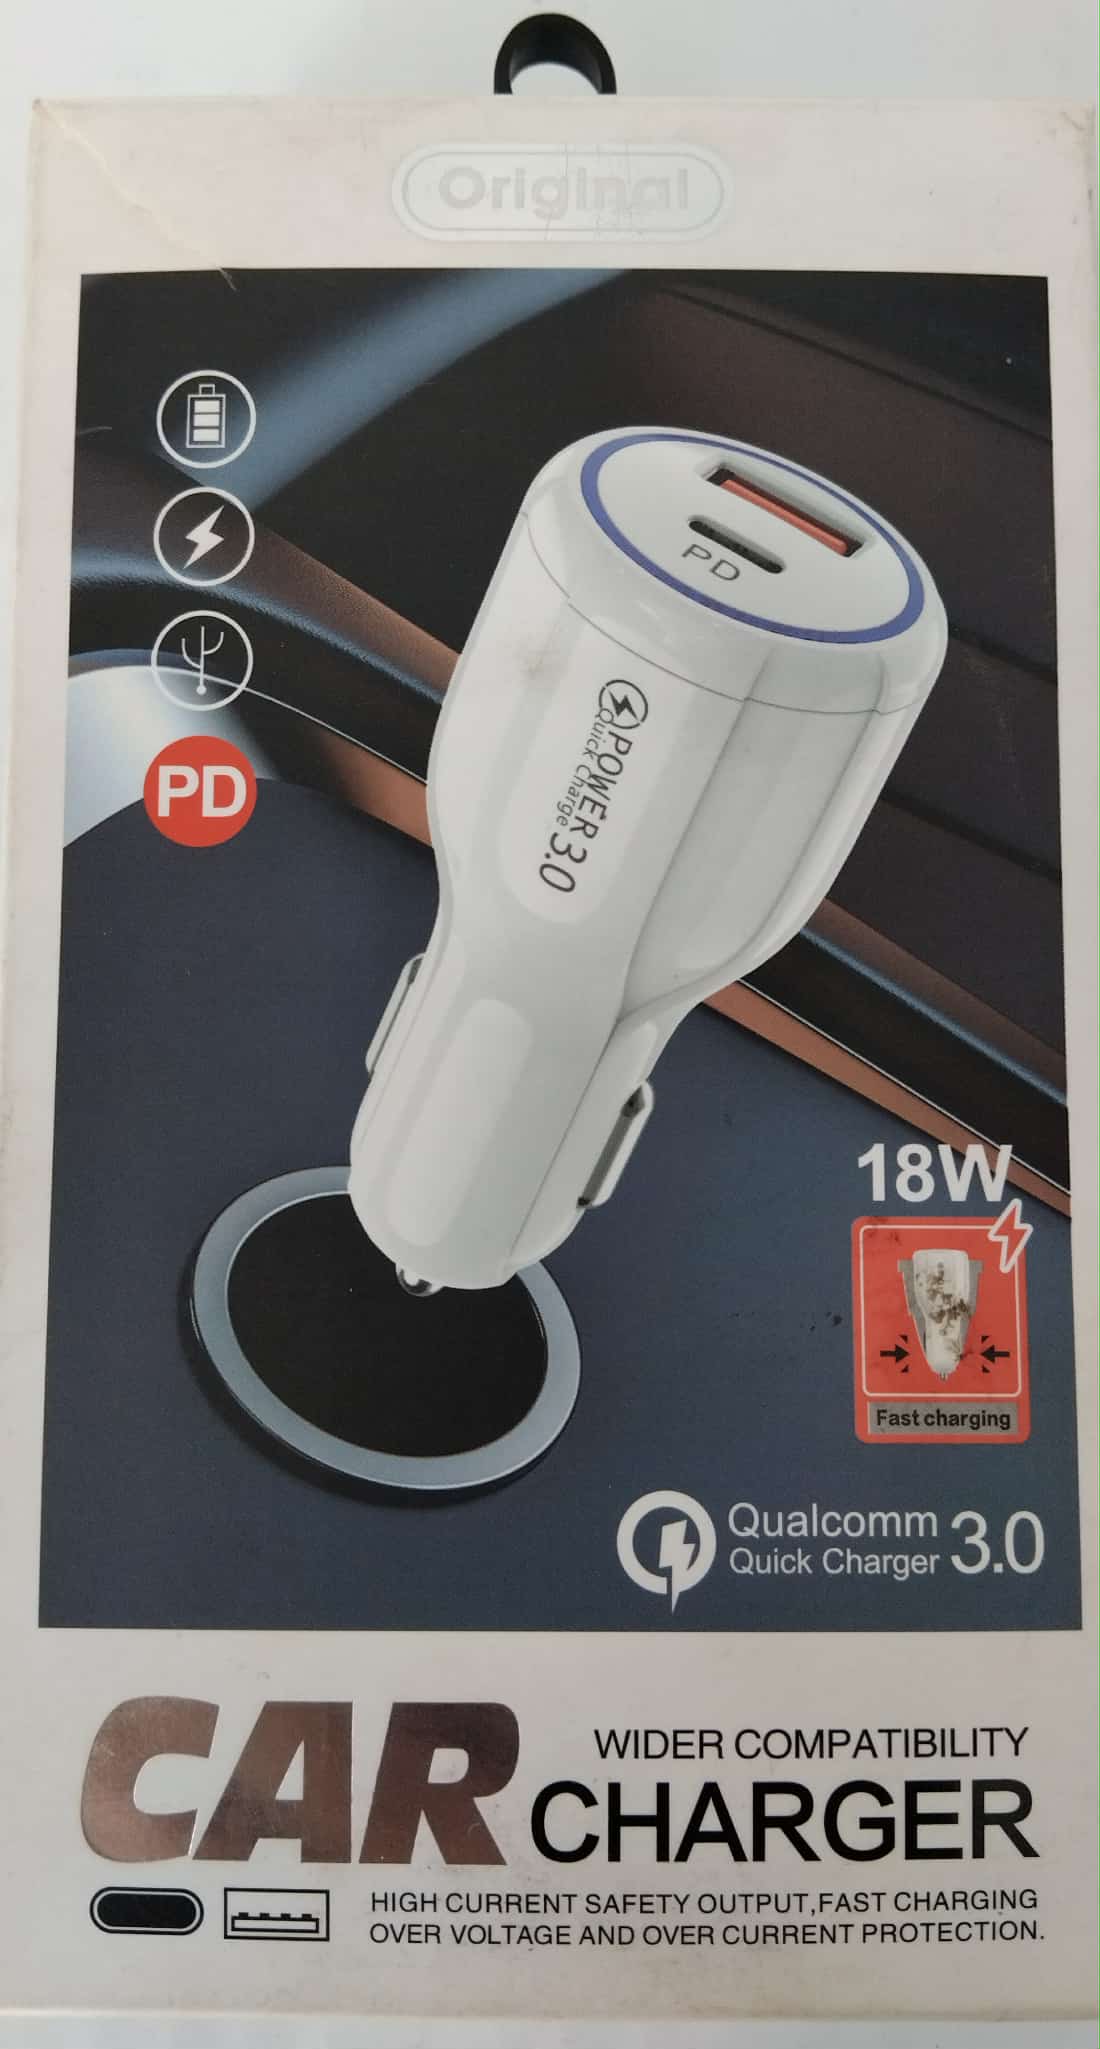 Original
PD
PD
POWER 3.0
Quick Charge
18W
Fast charging
Qualcomm 3.0
Quick Charger
CAR
WIDER COMPATIBILITY
CHARGER
HIGH CURRENT SAFETY OUTPUT,FAST CHARGING
OVER VOLTAGE AND OVER CURRENT PROTECTION.